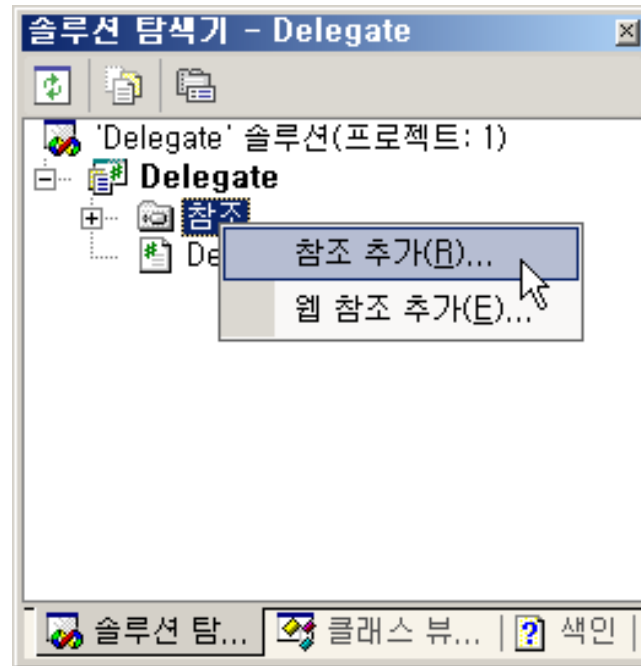 솔루션 탐색기 - Delegate
'Delegate' 솔루션(프로젝트: 1)
Delegate
참조
De
참조 추가(R)...
웹 참조 추가(E)...
솔루션 탐... 클래스 뷰... 색인